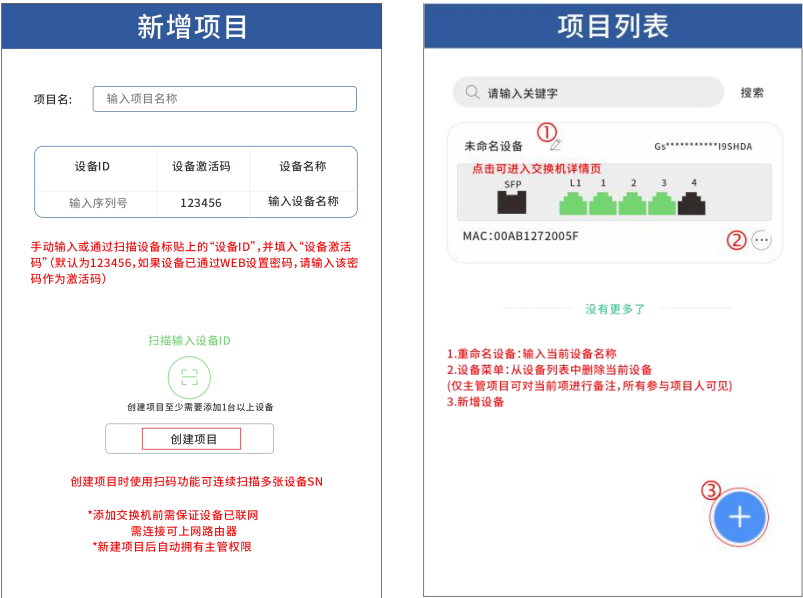 新增项目
项目名:
输入项目名称
设备ID
设备激活码
设备名称
输入序列号
123456
输入设备名称
手动输入或通过扫描设备标贴上的“设备ID”,并填入“设备激活
码”(默认为123456,如果设备已通过WEB设置密码,请输入该密
码作为激活码)
扫描输入设备ID
创建项目至少需要添加1台以上设备
创建项目
创建项目时使用扫码功能可连续扫描多张设备SN
*添加交换机前需保证设备已联网
需连接可上网路由器
*新建项目后自动拥有主管权限
项目列表
请输入关键字
搜索
①
未命名设备
Gs***********I9SHDA
点击可进入交换机详情页
SFP
L1
1
2
3
4
MAC:00AB1272005F
②
没有更多了
1.重命名设备:输入当前设备名称
2.设备菜单:从设备列表中删除当前设备
(仅主管项目可对当前项进行备注,所有参与项目人可见)
3.新增设备
③